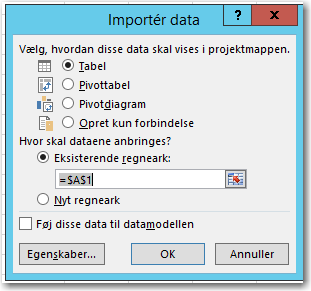 Importér data
?
Vælg, hvordan disse data skal vises i projektmappen.
Tabel
Pivottabel
Pivotdiagram
Opret kun forbindelse
Hvor skal dataene anbringes?
Eksisterende regneark:
=$A$1
Nyt regneark
Føj disse data til datamodellen
Egenskaber...
OK
Annuller